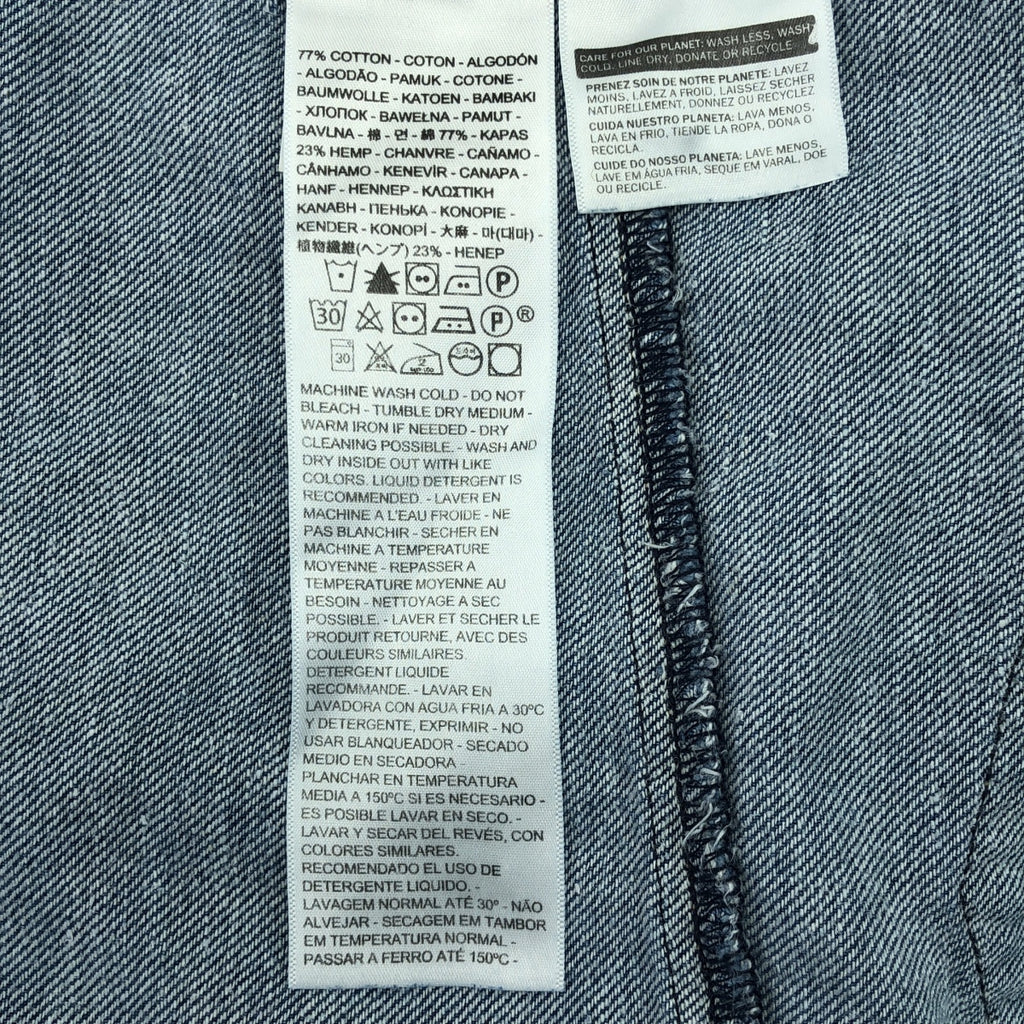 77% COTTON - COTON - ALGODÓN
- ALGODÃO - PAMUK - COTONE -
BAUMWOLLE - KATOEN - BAMBAKI
- ХЛОПОК - BAWEŁNA - PAMUT -
BAVLNA - 棉 - 면 - 綿 77% - KAPAS
23% HEMP - CHANVRE - CAÑAMO -
CÂNHAMO - KENEVİR - CANAPA -
HANF - HENNEP - ΚΛΩΣΤΙΚΗ
ΚΑΝΑΒΗ - ПЕНЬКА - KONOPIE -
KENDER - KONOPÍ - 大麻 - 마(대마) -
植物繊維(ヘンプ) 23% - HENEP
P
30 P ®
30 2
MACHINE WASH COLD - DO NOT
BLEACH - TUMBLE DRY MEDIUM -
WARM IRON IF NEEDED - DRY
CLEANING POSSIBLE. - WASH AND
DRY INSIDE OUT WITH LIKE
COLORS. LIQUID DETERGENT IS
RECOMMENDED. - LAVER EN
MACHINE A L'EAU FROIDE - NE
PAS BLANCHIR - SECHER EN
MACHINE A TEMPERATURE
MOYENNE - REPASSER A
TEMPERATURE MOYENNE AU
BESOIN - NETTOYAGE A SEC
POSSIBLE. - LAVER ET SECHER LE
PRODUIT RETOURNE, AVEC DES
COULEURS SIMILAIRES.
DETERGENT LIQUIDE
RECOMMANDE. - LAVAR EN
LAVADORA CON AGUA FRIA A 30ºC
Y DETERGENTE, EXPRIMIR - NO
USAR BLANQUEADOR - SECADO
MEDIO EN SECADORA -
PLANCHAR EN TEMPERATURA
MEDIA A 150ºC SI ES NECESARIO -
ES POSIBLE LAVAR EN SECO. -
LAVAR Y SECAR DEL REVÉS, CON
COLORES SIMILARES.
RECOMENDADO EL USO DE
DETERGENTE LIQUIDO. -
LAVAGEM NORMAL ATÉ 30º - NÃO
ALVEJAR - SECAGEM EM TAMBOR
EM TEMPERATURA NORMAL -
PASSAR A FERRO ATÉ 150ºC -
CARE FOR OUR PLANET: WASH LESS, WASH
COLD, LINE DRY, DONATE OR RECYCLE.
PRENEZ SOIN DE NOTRE PLANETE: LAVEZ
MOINS, LAVEZ A FROID, LAISSEZ SECHER
NATURELLEMENT, DONNEZ OU RECYCLEZ
CUIDA NUESTRO PLANETA: LAVA MENOS,
LAVA EN FRIO, TIENDE LA ROPA, DONA O
RECICLA.
CUIDE DO NOSSO PLANETA: LAVE MENOS,
LAVE EM ÁGUA FRIA, SEQUE EM VARAL, DOE
OU RECICLE.